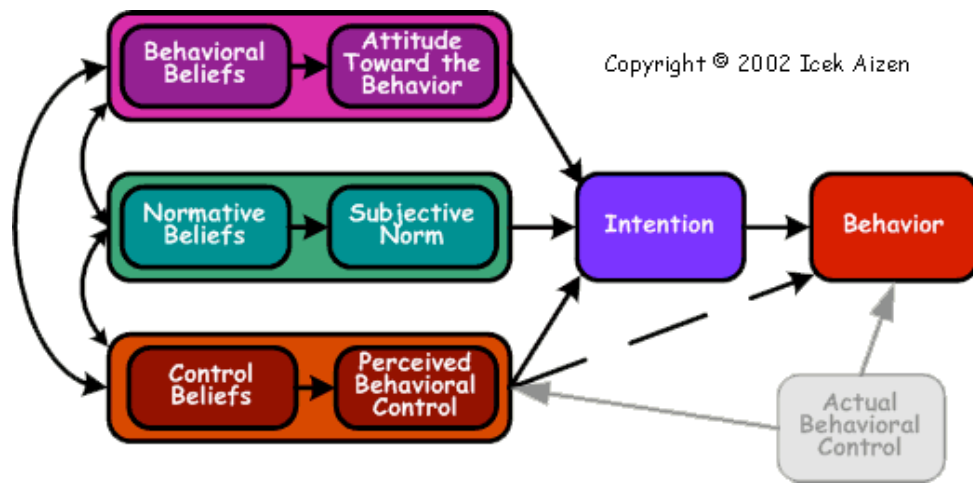 Behavioral
Beliefs
Attitude
Toward the
Behavior
Copyright © 2002 Icek Aizen
Normative
Beliefs
Subjective
Norm
Intention
Behavior
Control
Beliefs
Perceived
Behavioral
Control
Actual
Behavioral
Control